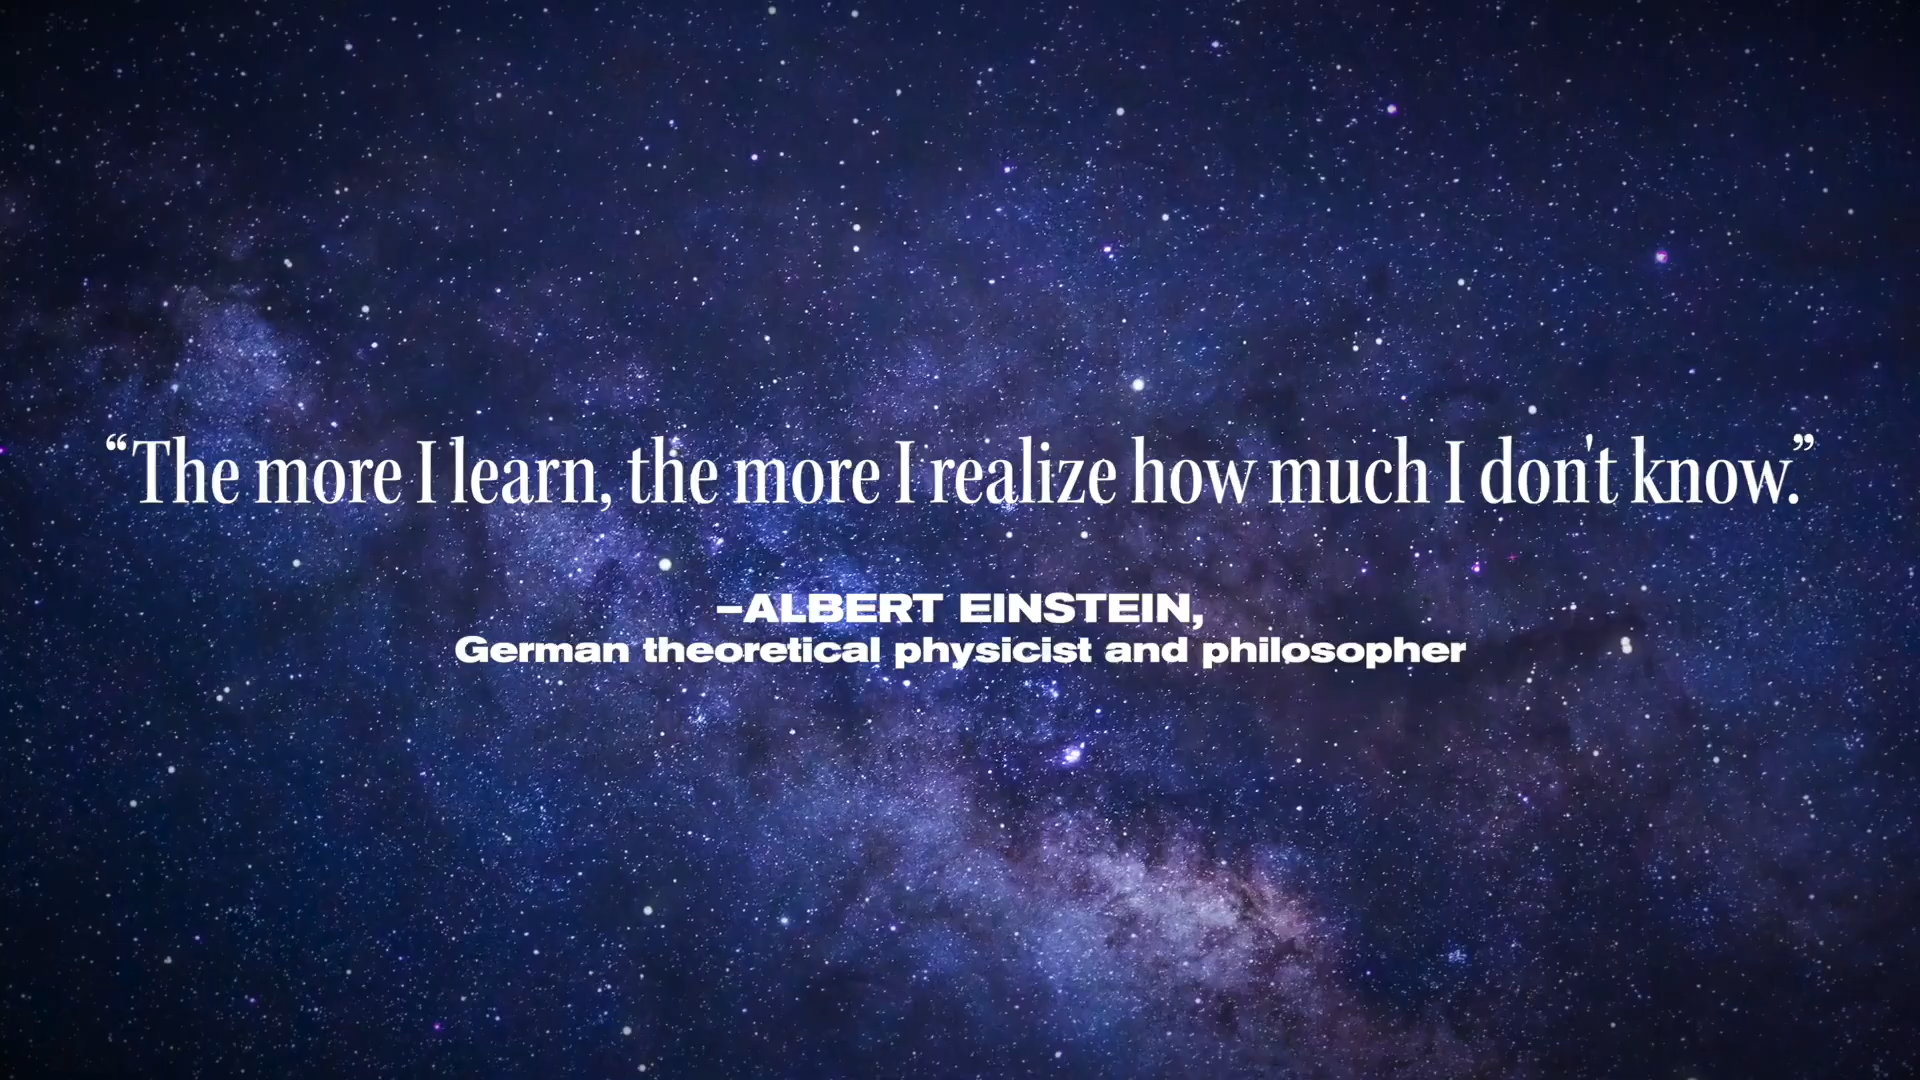 “The more I learn, the more I realize how much I don't know.”
–ALBERT EINSTEIN,
German theoretical physicist and philosopher